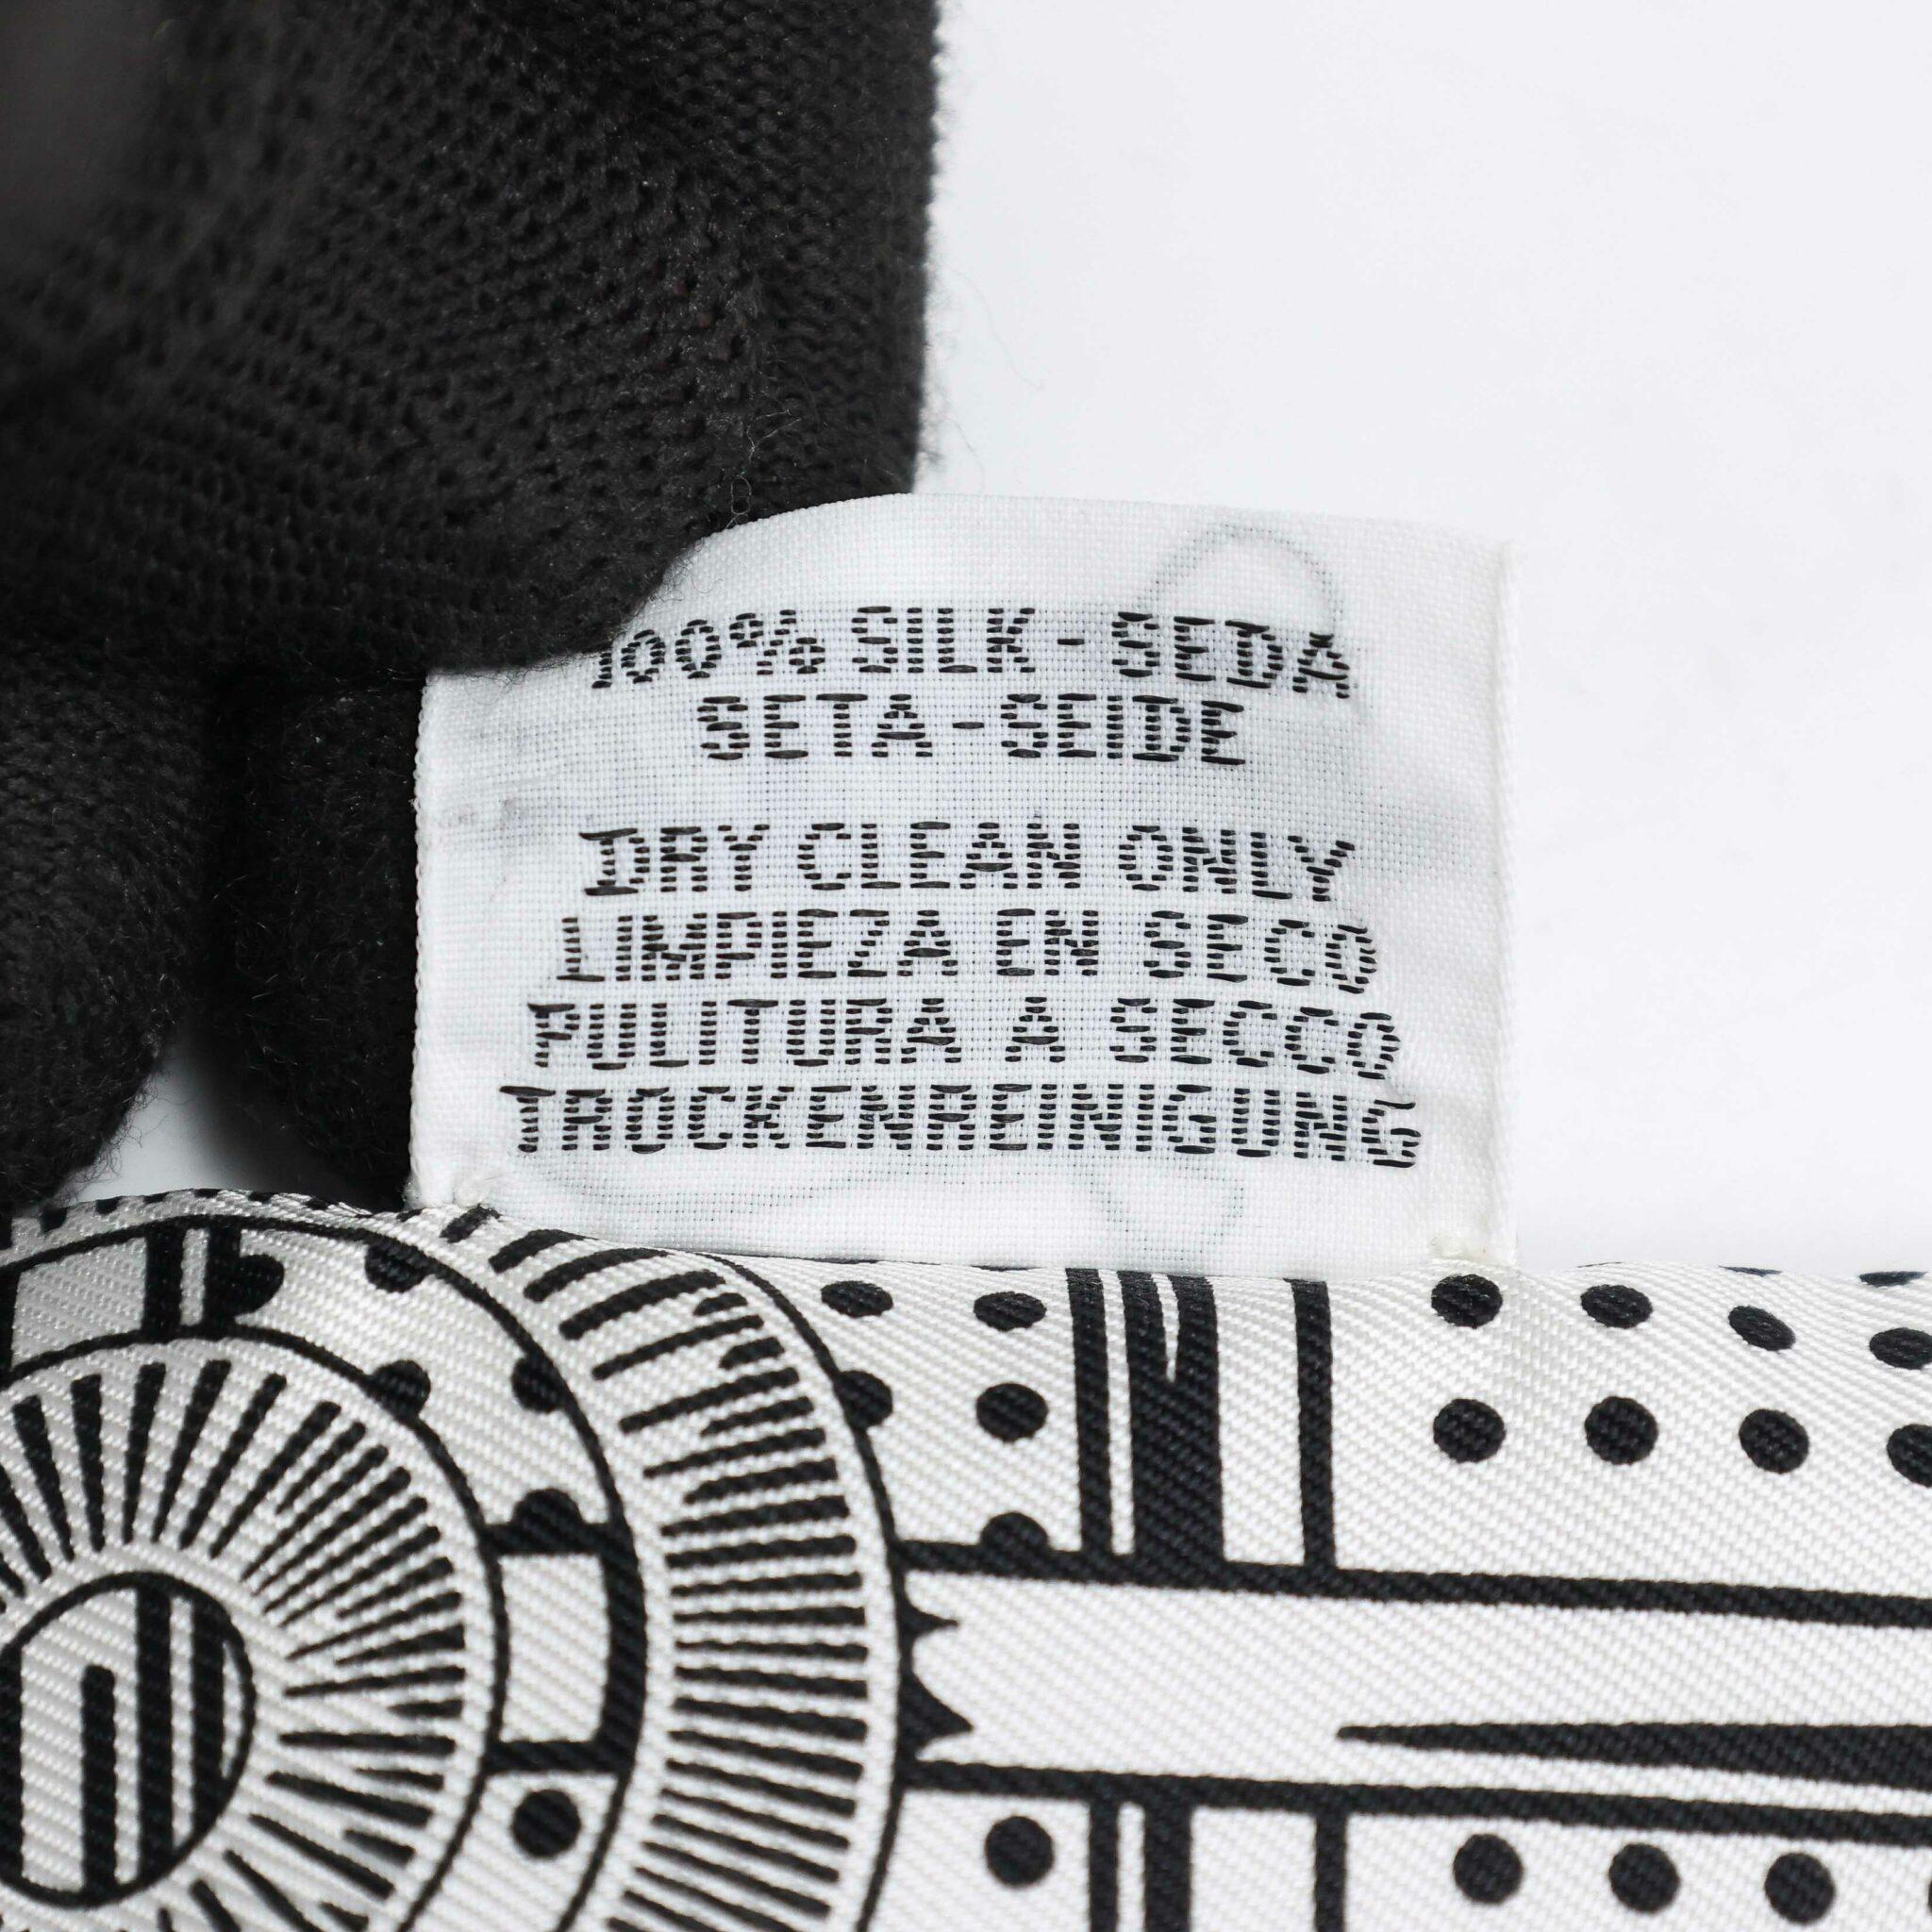 100% SILK - SEDA
SETA - SEIDE
DRY CLEAN ONLY
LIMPIEZA EN SECO
PULITURA A SECCO
TROCKENREINIGUNG